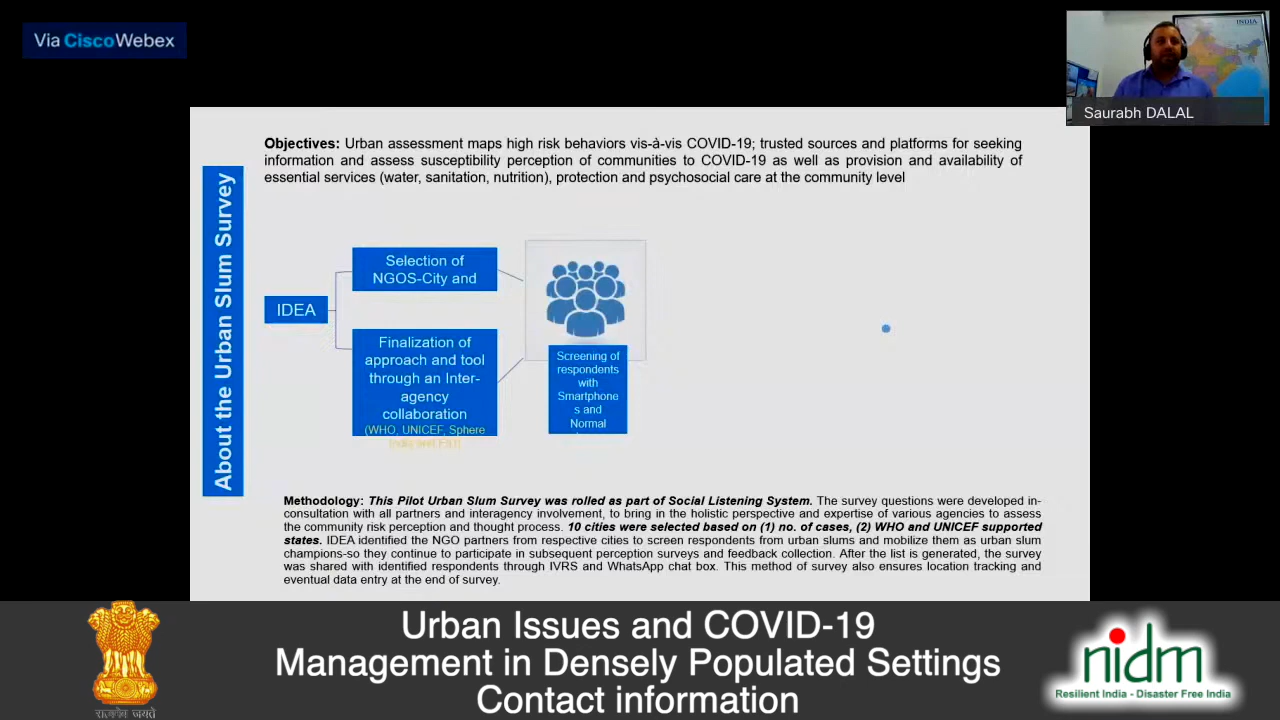 Via Cisco Webex
INDIA
Saurabh DALAL
Objectives: Urban assessment maps high risk behaviors vis-à-vis COVID-19; trusted sources and platforms for seeking
information and assess susceptibility perception of communities to COVID-19 as well as provision and availability of
essential services (water, sanitation, nutrition), protection and psychosocial care at the community level
About the Urban Slum Survey
IDEA
Selection of
NGOS-City and
Finalization of
approach and tool
through an Inter-
agency
collaboration
(WHO, UNICEF, Sphere
India and
Screening of
respondents
with
Smartphone
s and
Normal
Methodology: This Pilot Urban Slum Survey was rolled as part of Social Listening System. The survey questions were developed in-
consultation with all partners and interagency involvement, to bring in the holistic perspective and expertise of various agencies to assess
the community risk perception and thought process. 10 cities were selected based on (1) no. of cases, (2) WHO and UNICEF supported
states. IDEA identified the NGO partners from respective cities to screen respondents from urban slums and mobilize them as urban slum
champions-so they continue to participate in subsequent perception surveys and feedback collection. After the list is generated, the survey
was shared with identified respondents through IVRS and WhatsApp chat box. This method of survey also ensures location tracking and
eventual data entry at the end of survey.
Urban Issues and COVID-19
Management in Densely Populated Settings
Contact information
सत्यमेव जयते
nidm
Resilient India - Disaster Free India